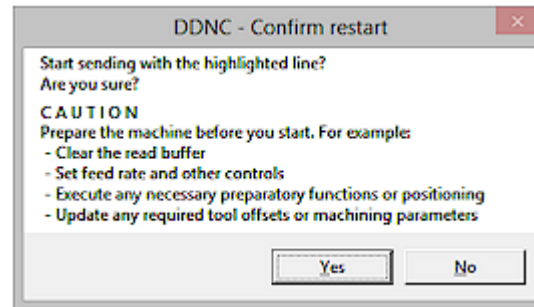 DDNC - Confirm restart
Start sending with the highlighted line?
Are you sure?
CAUTION
Prepare the machine before you start. For example:
- Clear the read buffer
- Set feed rate and other controls
- Execute any necessary preparatory functions or positioning
- Update any required tool offsets or machining parameters
Yes
No